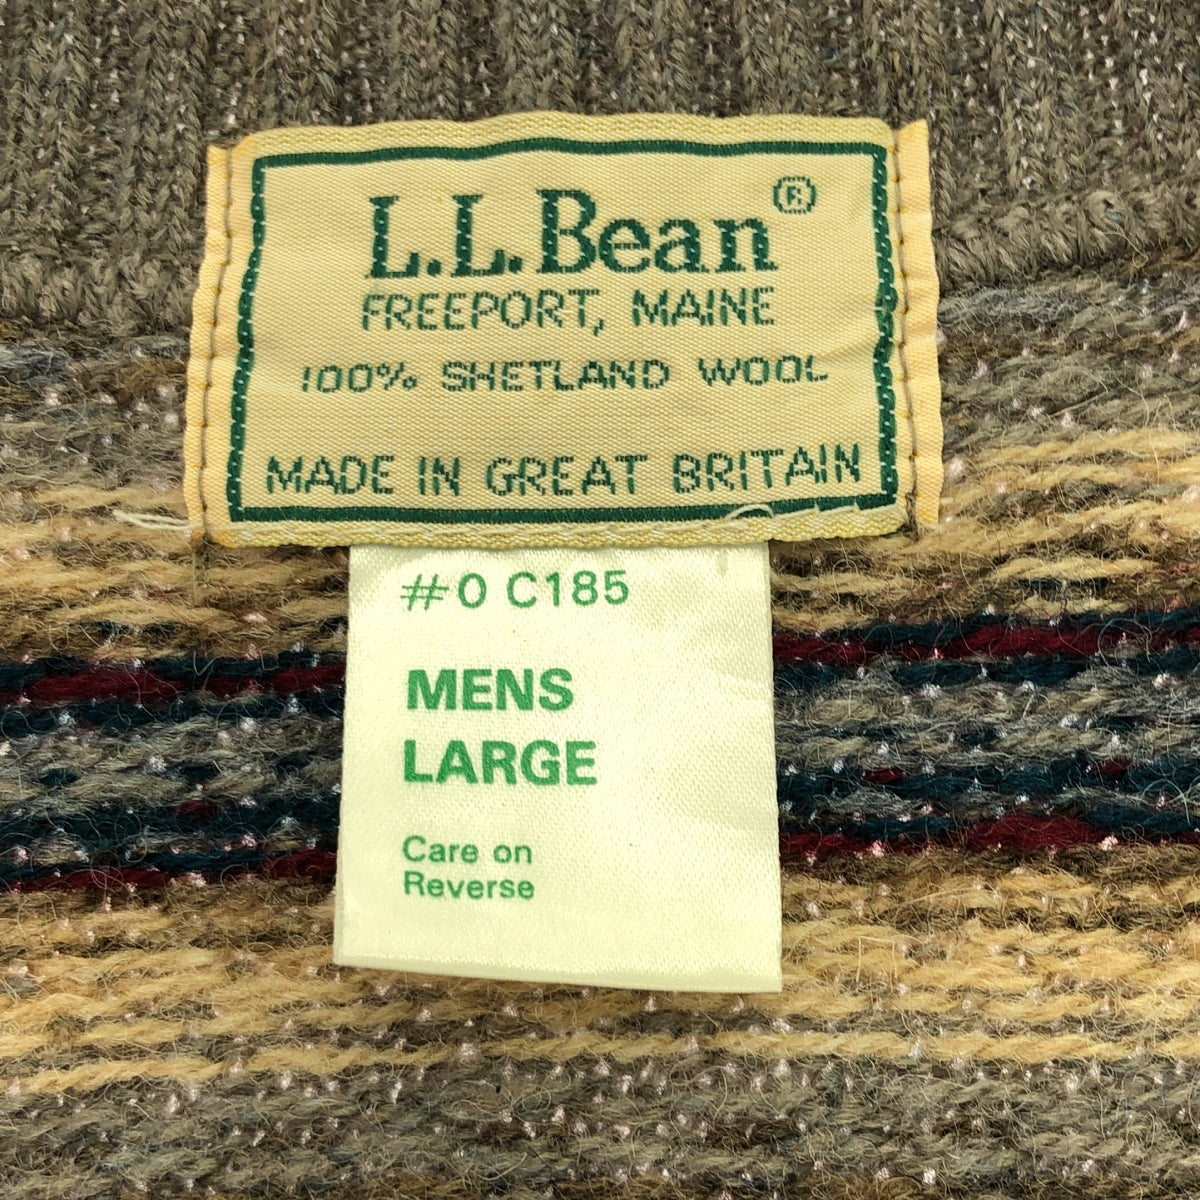 L.L.Bean®
FREEPORT, MAINE
100% SHETLAND WOOL
MADE IN GREAT BRITAIN
#0 C185
MENS
LARGE
Care on
Reverse